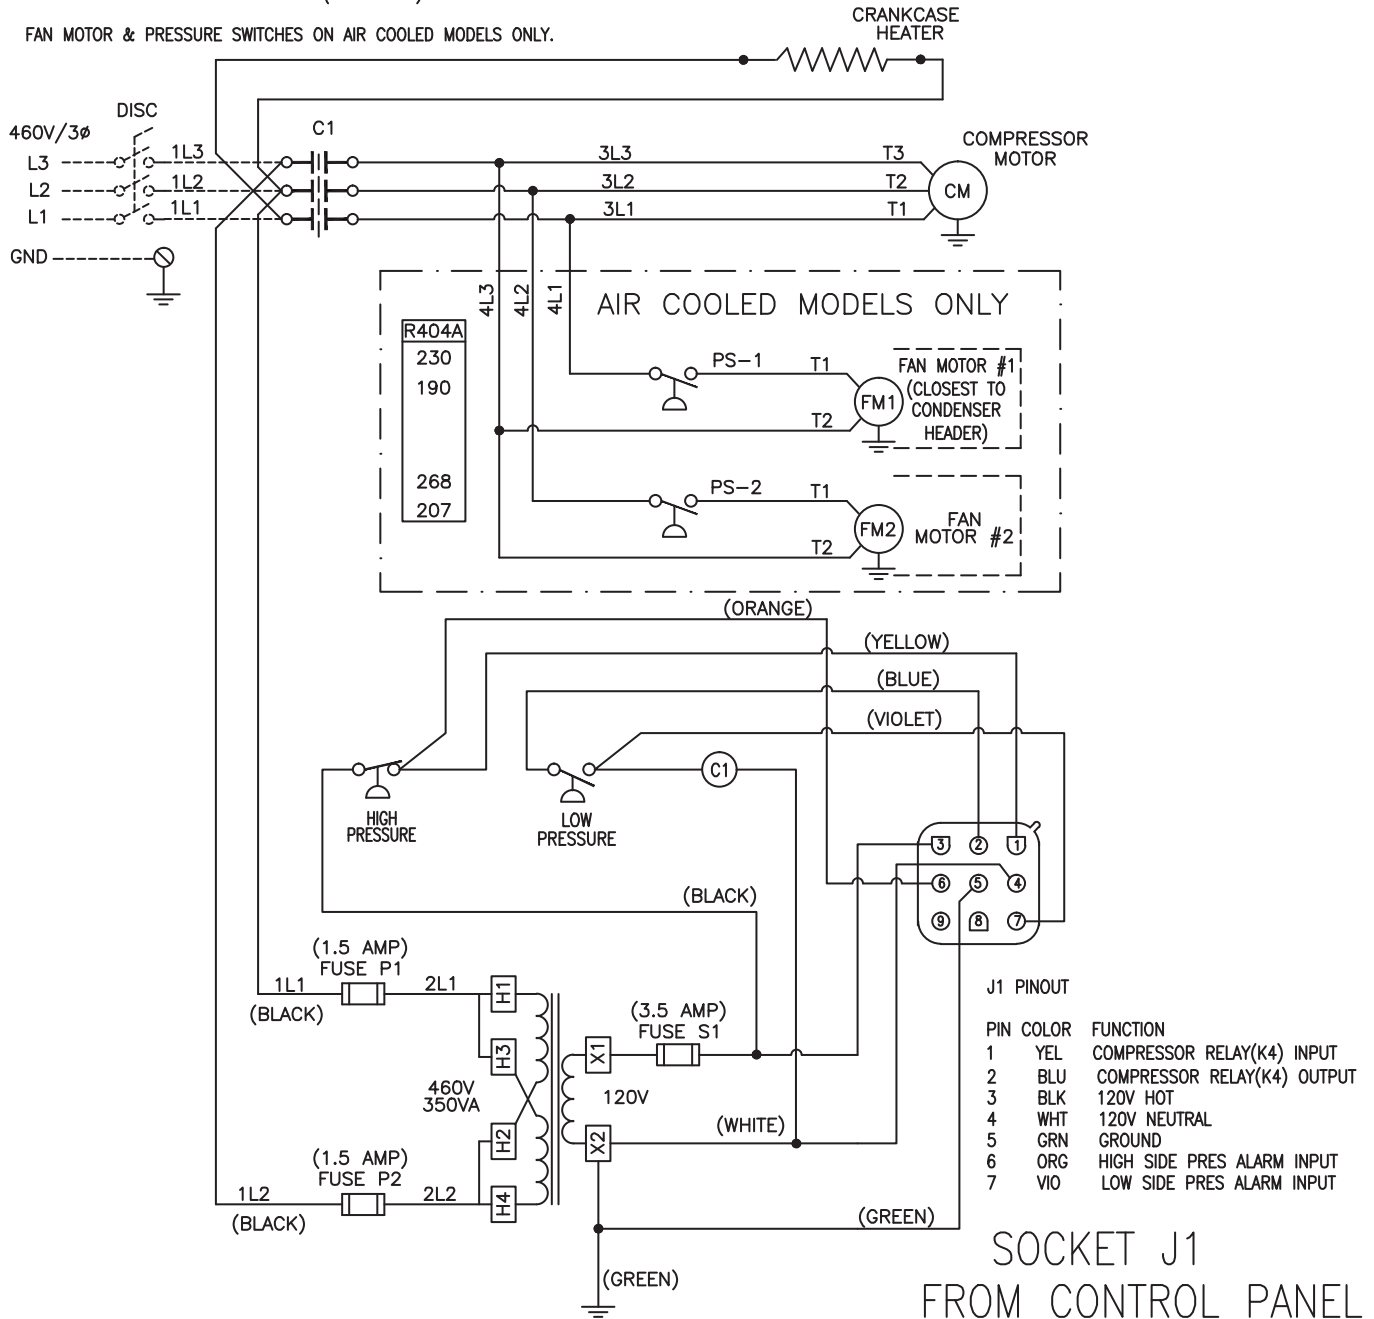 FAN MOTOR & PRESSURE SWITCHES ON AIR COOLED MODELS ONLY.
CRANKCASE
HEATER
DISC
460V/3ø
C1
L3
1L3
3L3
T3
COMPRESSOR
MOTOR
L2
1L2
3L2
T2
CM
L1
1L1
3L1
T1
GND
4L3
4L2
4L1
AIR COOLED MODELS ONLY
R404A
230
190
268
207
PS-1
T1
T2
FM1
FAN MOTOR #1
(CLOSEST TO
CONDENSER
HEADER)
PS-2
T1
T2
FM2
FAN
MOTOR #2
(ORANGE)
(YELLOW)
(BLUE)
(VIOLET)
HIGH
PRESSURE
LOW
PRESSURE
C1
3 2 1
6 5 4
9 8 7
(BLACK)
(1.5 AMP)
FUSE P1
1L1
(BLACK)
2L1
H1
H3
460V
350VA
H2
H4
(1.5 AMP)
FUSE P2
1L2
(BLACK)
2L2
X1
X2
120V
(3.5 AMP)
FUSE S1
(WHITE)
(GREEN)
(GREEN)
J1 PINOUT
PIN COLOR FUNCTION
1 YEL COMPRESSOR RELAY(K4) INPUT
2 BLU COMPRESSOR RELAY(K4) OUTPUT
3 BLK 120V HOT
4 WHT 120V NEUTRAL
5 GRN GROUND
6 ORG HIGH SIDE PRES ALARM INPUT
7 VIO LOW SIDE PRES ALARM INPUT
SOCKET J1
FROM CONTROL PANEL